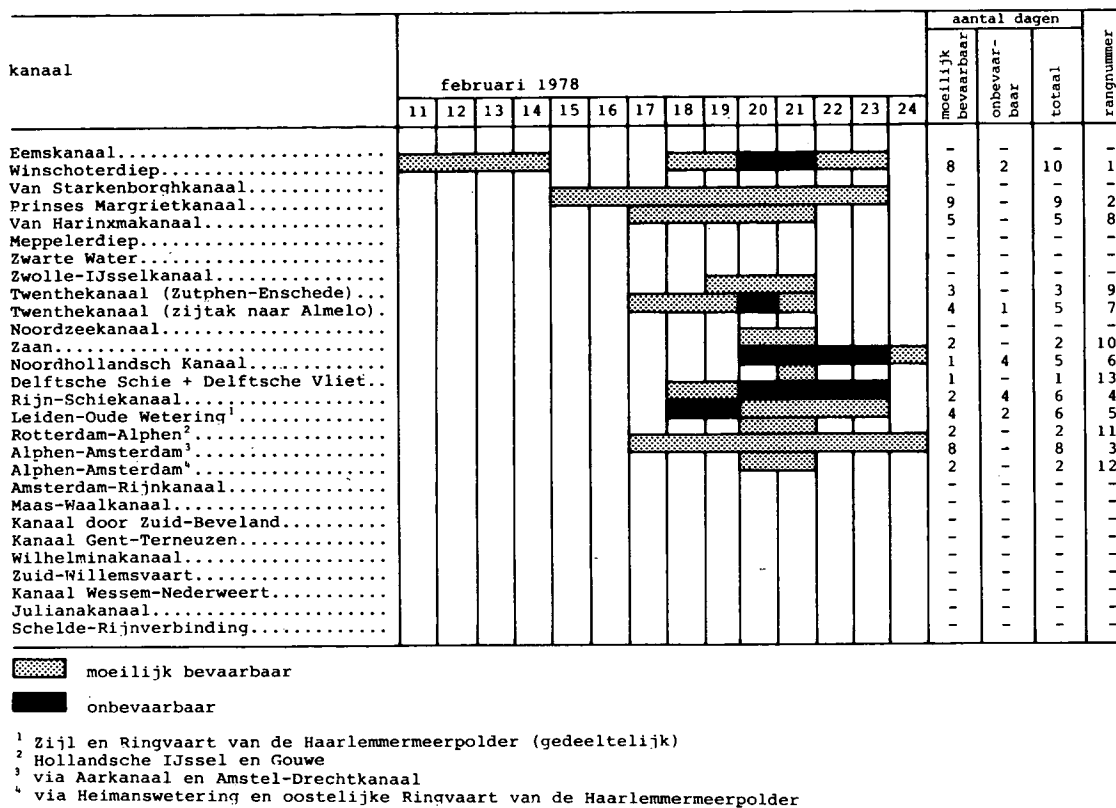 aantal dagen
kanaal
februari 1978
moeilijk bevaarbaar
onbevaar-baar
totaal
rangnummer
11 12 13 14 15 16 17 18 19 20 21 22 23 24
Eemskanaal......................... - - - -
Winschoterdiep..................... 8 2 10 1
Van Starkenborghkanaal............. - - - -
Prinses Margrietkanaal............. 9 - 9 2
Van Harinxmakanaal................. 5 - 5 8
Meppelerdiep....................... - - - -
Zwarte Water....................... - - - -
Zwolle-IJsselkanaal................ - - - -
Twenthekanaal (Zutphen-Enschede)... 3 - 3 9
Twenthekanaal (zijtak naar Almelo). 4 1 5 7
Noordzeekanaal..................... - - - -
Zaan............................... 2 - 2 10
Noordhollandsch Kanaal............. 1 4 5 6
Delftsche Schie + Delftsche Vliet.. 1 - 1 13
Rijn-Schiekanaal................... 2 4 6 4
Leiden-Oude Wetering¹.............. 4 2 6 5
Rotterdam-Alphen².................. 2 - 2 11
Alphen-Amsterdam³.................. 8 - 8 3
Alphen-Amsterdam⁴.................. 2 - 2 12
Amsterdam-Rijnkanaal............... - - - -
Maas-Waalkanaal.................... - - - -
Kanaal door Zuid-Beveland.......... - - - -
Kanaal Gent-Terneuzen.............. - - - -
Wilhelminakanaal................... - - - -
Zuid-Willemsvaart.................. - - - -
Kanaal Wessem-Nederweert........... - - - -
Julianakanaal...................... - - - -
Schelde-Rijnverbinding............. - - - -
moeilijk bevaarbaar
onbevaarbaar
¹ Zijl en Ringvaart van de Haarlemmermeerpolder (gedeeltelijk)
² Hollandsche IJssel en Gouwe
³ via Aarkanaal en Amstel-Drechtkanaal
⁴ via Heimanswetering en oostelijke Ringvaart van de Haarlemmermeerpolder